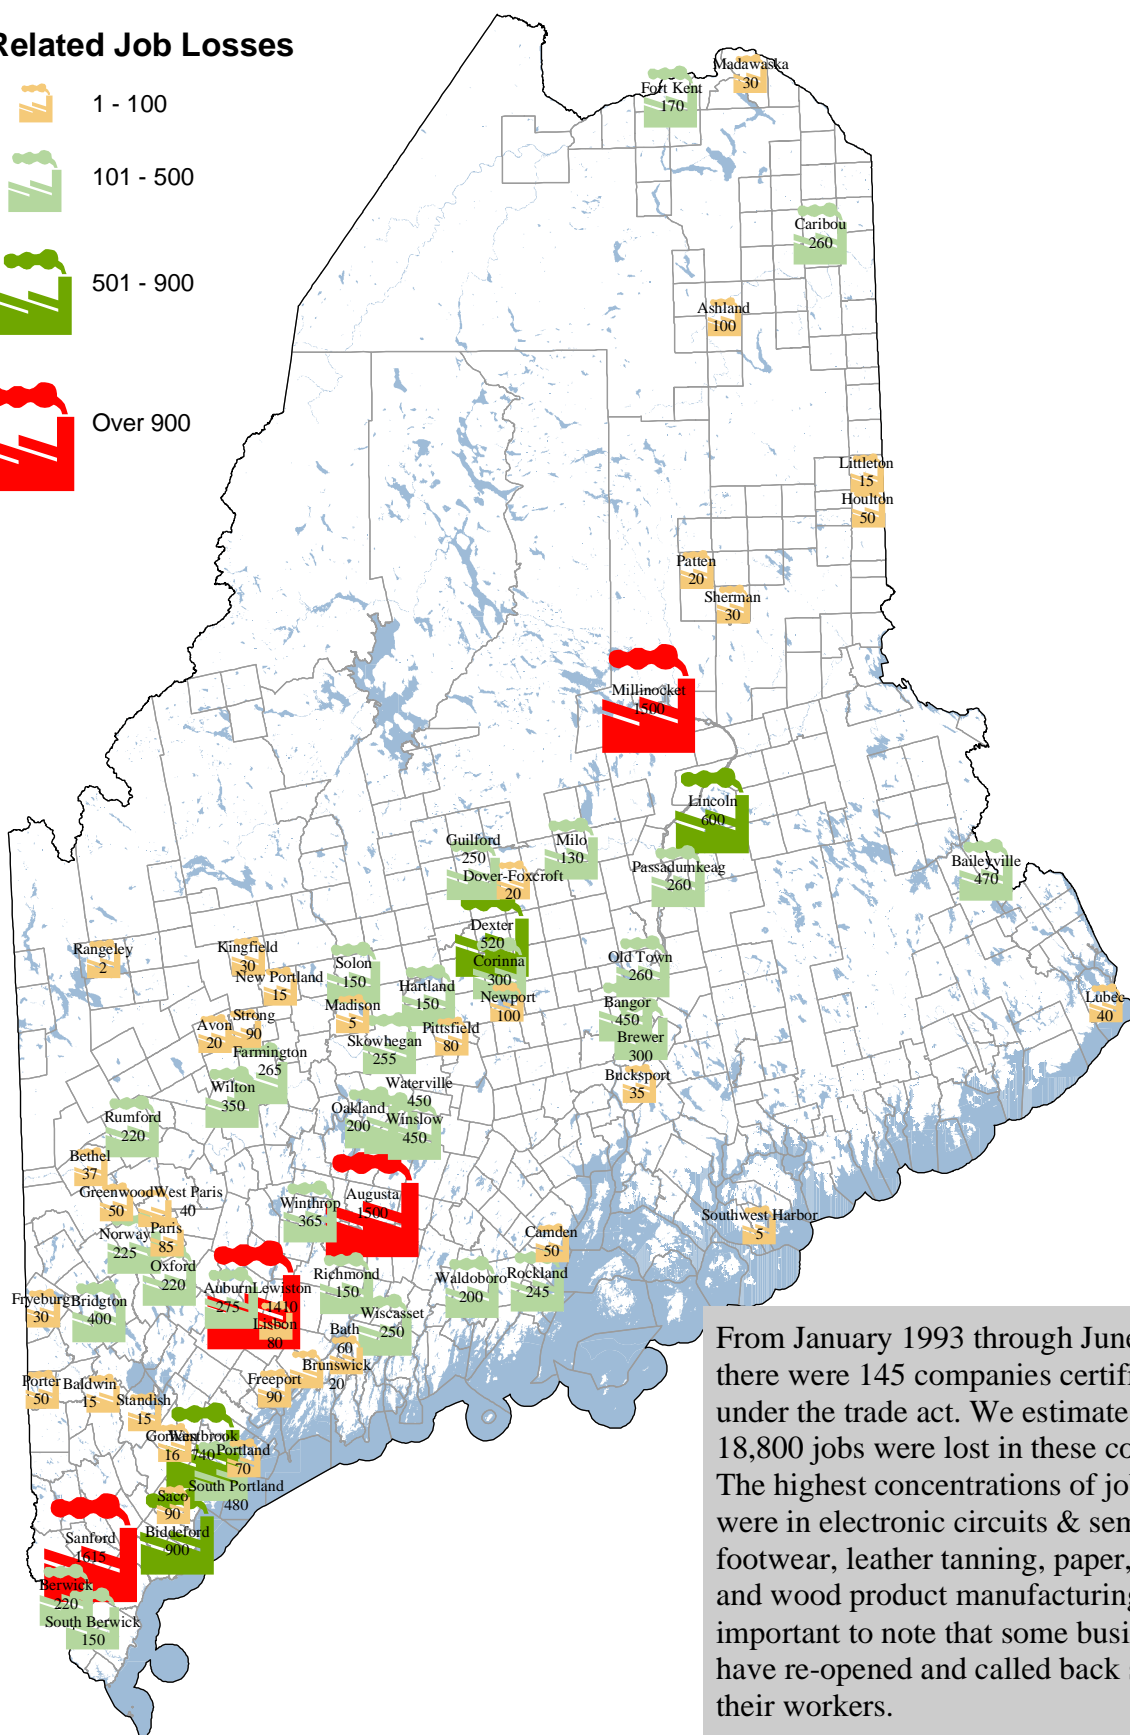 Related Job Losses
1 - 100
101 - 500
501 - 900
Over 900
Madawaska
30
Fort Kent
170
Caribou
260
Ashland
100
Littleton
15
Houlton
50
Patten
20
Sherman
30
Millinocket
1500
Lincoln
600
Guilford
250
Milo
130
Dover-Foxcroft
20
Passadumkeag
260
Baileyville
470
Dexter
520
Corinna
300
Newport
100
Rangeley
2
Kingfield
30
New Portland
15
Solon
150
Hartland
150
Old Town
260
Bangor
450
Brewer
300
Lubec
40
Madison
5
Strong
90
Avon
20
Pittsfield
80
Skowhegan
255
Farmington
265
Bucksport
35
Wilton
350
Waterville
450
Oakland
200
Winslow
450
Rumford
220
Bethel
37
Greenwood
50
West Paris
40
Augusta
1500
Winthrop
365
Southwest Harbor
5
Norway
225
Paris
85
Camden
50
Oxford
220
Richmond
150
Waldoboro
200
Rockland
245
Auburn
275
Lewiston
1410
Fryeburg
30
Bridgton
400
Lisbon
80
Wiscasset
250
Bath
60
Brunswick
20
Freeport
90
Porter
50
Baldwin
15
Standish
15
Gorham
16
Westbrook
740
Portland
70
South Portland
480
Saco
90
Biddeford
900
Sanford
1615
Berwick
220
South Berwick
150
From January 1993 through June
there were 145 companies certifi
under the trade act. We estimate
18,800 jobs were lost in these co
The highest concentrations of jo
were in electronic circuits & sem
footwear, leather tanning, paper,
and wood product manufacturing
important to note that some busi
have re-opened and called back s
their workers.